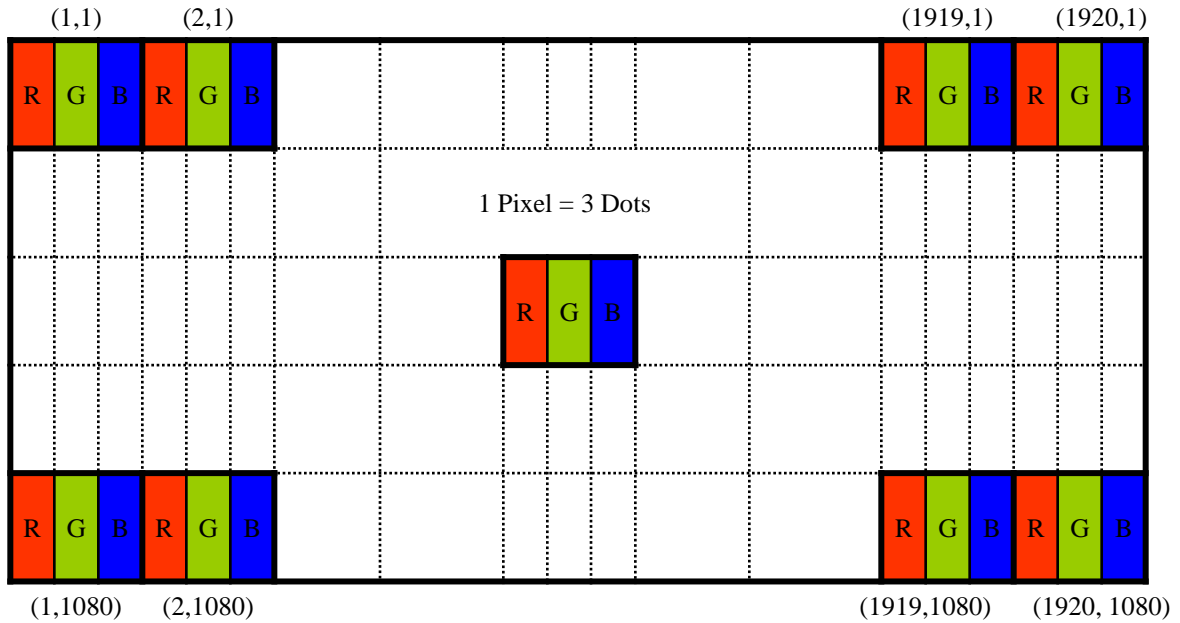 (1,1) (2,1) (1919,1) (1920,1)
R G B R G B R G B R G B
1 Pixel = 3 Dots
R G B
R G B R G B R G B R G B
(1,1080) (2,1080) (1919,1080) (1920, 1080)